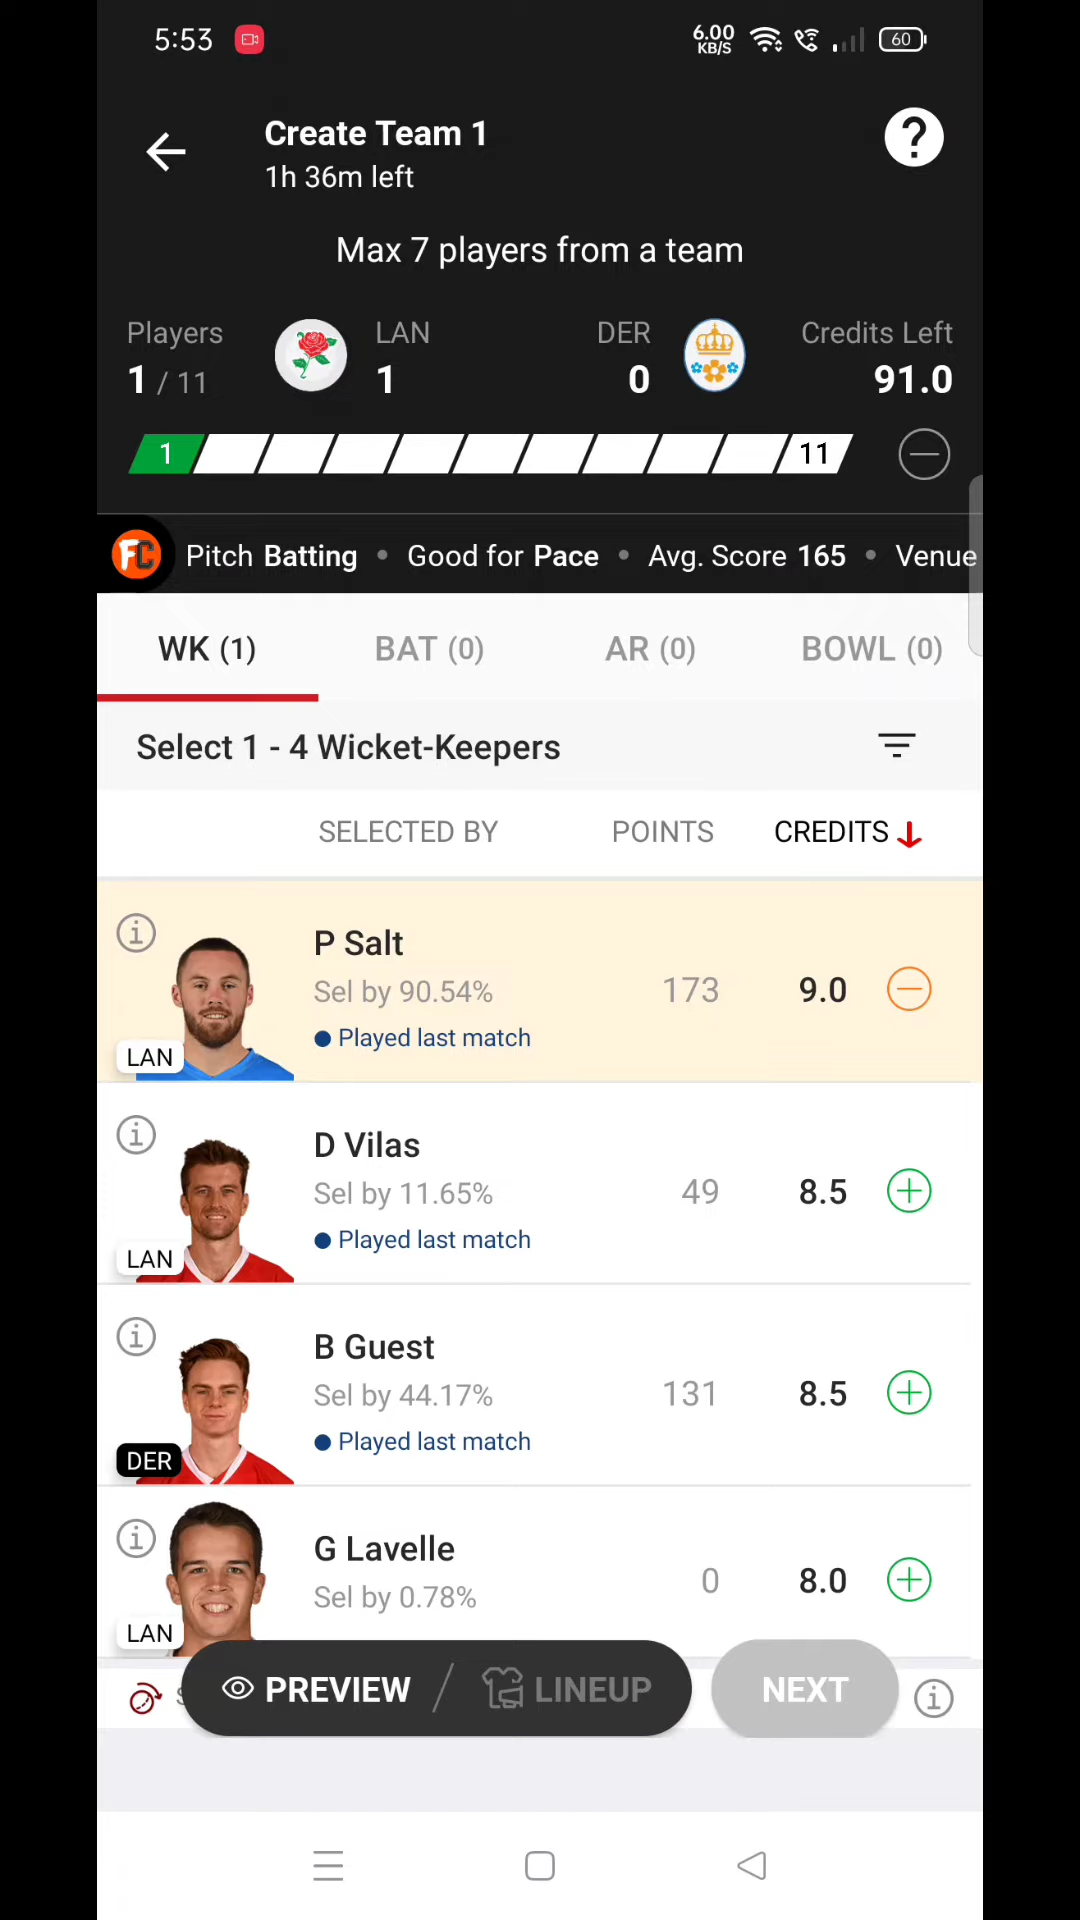 5:53
6.00
KB/S
60
Create Team 1
1h 36m left
?
Max 7 players from a team
Players LAN DER Credits Left
1 / 11 1 0 91.0
1 11
FC Pitch Batting • Good for Pace • Avg. Score 165 • Venue
WK (1) BAT (0) AR (0) BOWL (0)
Select 1 - 4 Wicket-Keepers
SELECTED BY POINTS CREDITS
P Salt
Sel by 90.54% 173 9.0
Played last match
LAN
D Vilas
Sel by 11.65% 49 8.5
Played last match
LAN
B Guest
Sel by 44.17% 131 8.5
Played last match
DER
G Lavelle
Sel by 0.78% 0 8.0
LAN
PREVIEW / LINEUP NEXT